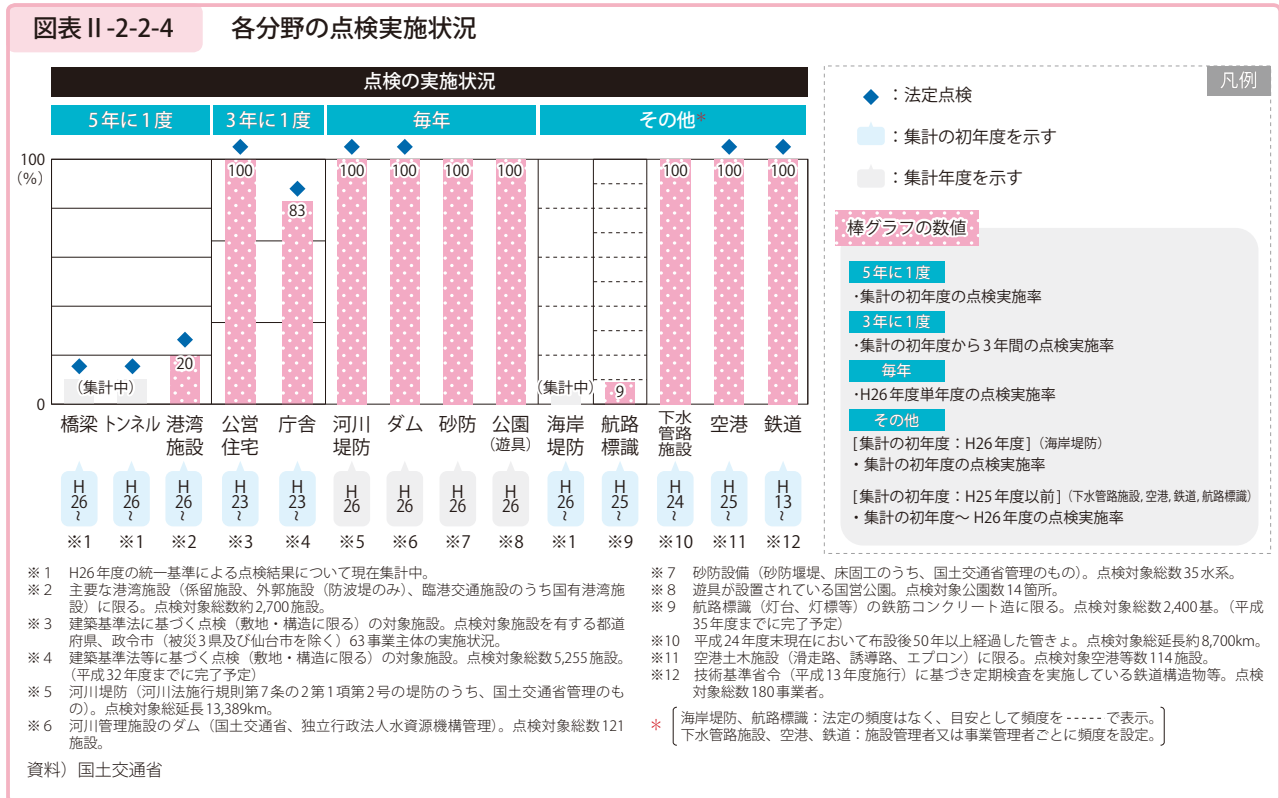 図表Ⅱ-2-2-4 各分野の点検実施状況
点検の実施状況
5年に1度 3年に1度 毎年 その他*
100
(%)
100 83 100 100 100 100 100 100 100
20
(集計中) (集計中) 9
0
橋梁 トンネル 港湾施設 公営住宅 庁舎 河川堤防 ダム 砂防 公園(遊具) 海岸堤防 航路標識 下水管路施設 空港 鉄道
H26~ H26~ H26~ H23~ H23~ H26 H26 H26 H26 H26~ H25~ H24~ H25~ H13~
※1 ※1 ※2 ※3 ※4 ※5 ※6 ※7 ※8 ※1 ※9 ※10 ※11 ※12
凡例
◆:法定点検
:集計の初年度を示す
:集計年度を示す
棒グラフの数値
5年に1度
・集計の初年度の点検実施率
3年に1度
・集計の初年度から3年間の点検実施率
毎年
・H26年度単年度の点検実施率
その他
[集計の初年度:H26年度](海岸堤防)
・集計の初年度の点検実施率
[集計の初年度:H25年度以前](下水管路施設,空港,鉄道,航路標識)
・集計の初年度~H26年度の点検実施率
※1 H26年度の統一基準による点検結果について現在集計中。
※2 主要な港湾施設(係留施設、外郭施設(防波堤のみ)、臨港交通施設のうち国有港湾施
設)に限る。点検対象総数約2,700施設。
※3 建築基準法に基づく点検(敷地・構造に限る)の対象施設。点検対象施設を有する都道
府県、政令市(被災3県及び仙台市を除く)63事業主体の実施状況。
※4 建築基準法等に基づく点検(敷地・構造に限る)の対象施設。点検対象総数5,255施設。
(平成32年度までに完了予定)
※5 河川堤防(河川法施行規則第7条の2第1項第2号の堤防のうち、国土交通省管理のも
の)。点検対象総延長13,389km。
※6 河川管理施設のダム(国土交通省、独立行政法人水資源機構管理)。点検対象総数121
施設。
※7 砂防設備(砂防堰堤、床固工のうち、国土交通省管理のもの)。点検対象総数35水系。
※8 遊具が設置されている国営公園。点検対象公園数14箇所。
※9 航路標識(灯台、灯標等)の鉄筋コンクリート造に限る。点検対象総数2,400基。(平成
35年度までに完了予定)
※10 平成24年度末現在において布設後50年以上経過した管きょ。点検対象総延長約8,700km。
※11 空港土木施設(滑走路、誘導路、エプロン)に限る。点検対象空港等数114施設。
※12 技術基準省令(平成13年度施行)に基づき定期検査を実施している鉄道構造物等。点検
対象総数180事業者。
* 海岸堤防、航路標識:法定の頻度はなく、目安として頻度を-----で表示。
下水管路施設、空港、鉄道:施設管理者又は事業管理者ごとに頻度を設定。
資料)国土交通省